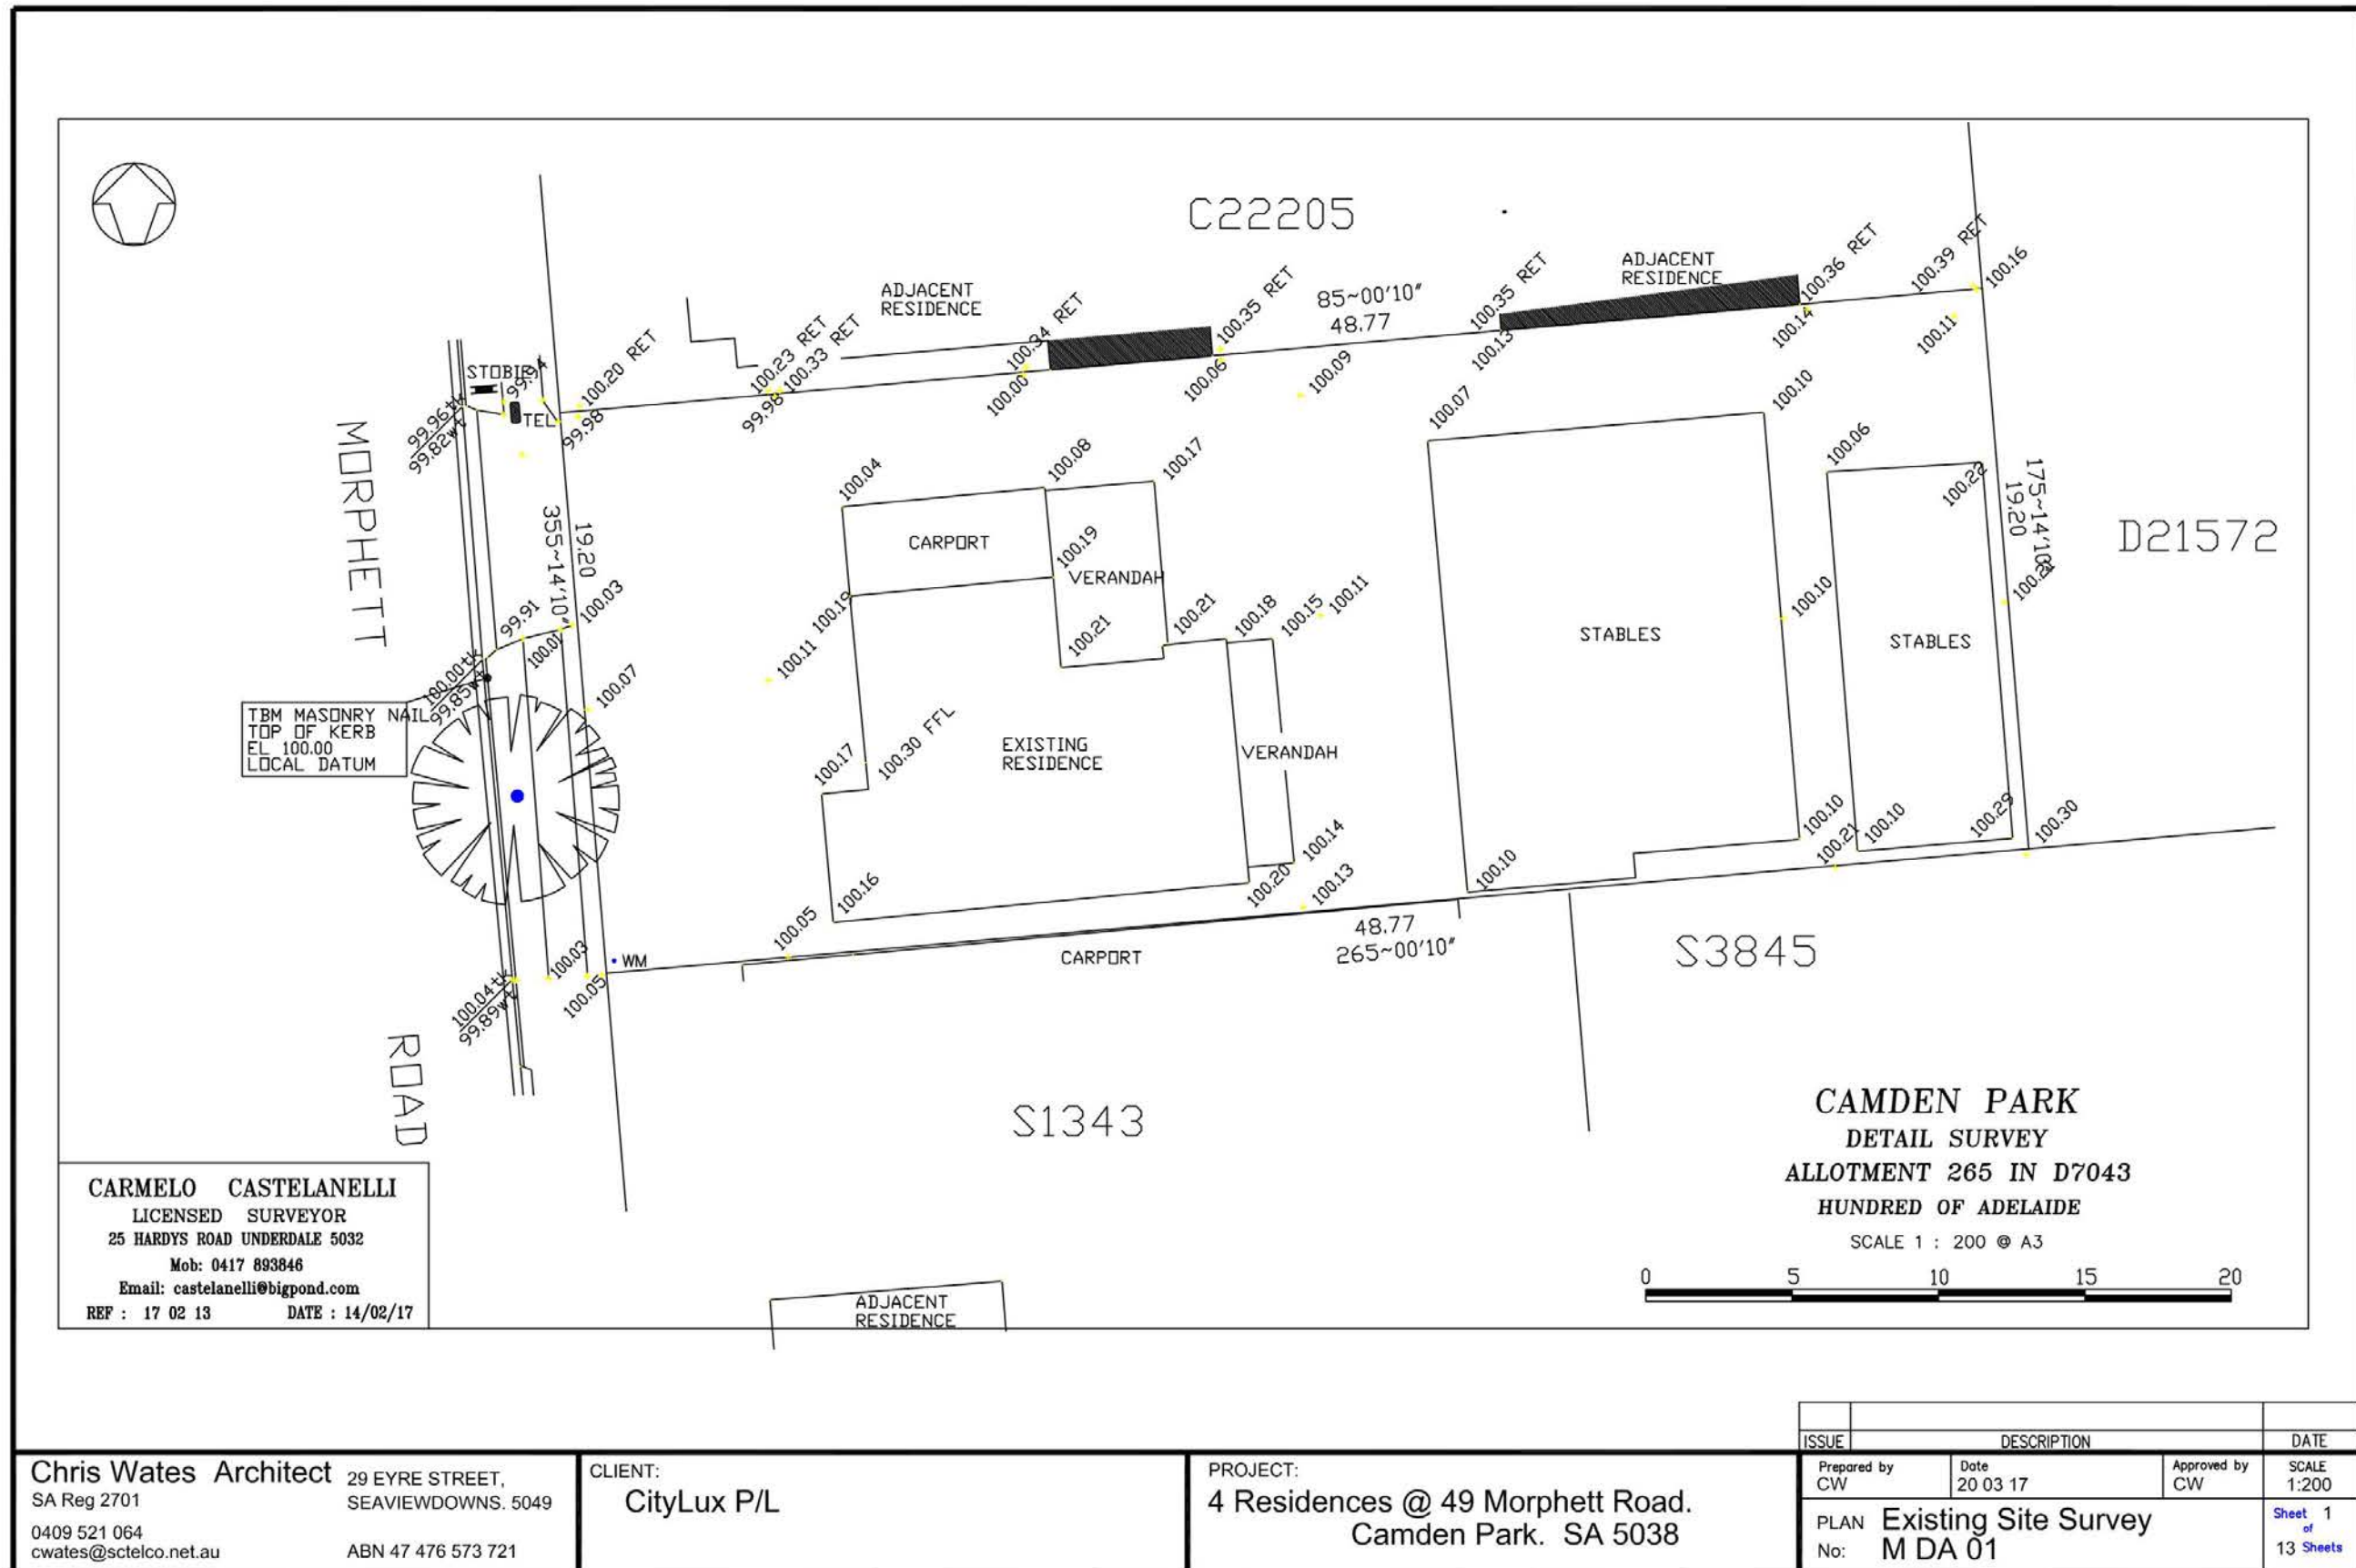 C22205
ADJACENT
RESIDENCE
100.36 RET
100.39 RET
100.16
ADJACENT
RESIDENCE
100.35 RET
85~00'10"
48.77
100.35 RET
100.34 RET
100.23 RET
100.33 RET
100.20 RET
STOBIE
99.94
TEL
99.96tk
99.82wt
99.98
99.98
100.00
100.06
100.09
100.13
100.14
100.11
100.07
100.10
100.06
100.22
100.04
100.08
100.17
MORPHETT
355~14'10"
19.20
CARPORT
100.19
VERANDAH
175~14'10"
19.20
D21572
99.91
100.01
100.03
100.11
100.19
100.21
100.21
100.18
100.15
100.11
STABLES
100.10
STABLES
100.21
100.00tk
99.85wt
100.07
TBM MASONRY NAIL
TOP OF KERB
EL 100.00
LOCAL DATUM
100.17
100.30 FFL
EXISTING
RESIDENCE
VERANDAH
100.16
100.20
100.14
100.13
100.10
100.10
100.21
100.10
100.29
100.30
100.05
WM
100.03
100.05
100.04tk
99.89wt
CARPORT
48.77
265~00'10"
S3845
ROAD
S1343
CAMDEN PARK
DETAIL SURVEY
ALLOTMENT 265 IN D7043
HUNDRED OF ADELAIDE
SCALE 1 : 200 @ A3
0 5 10 15 20
CARMELO CASTELANELLI
LICENSED SURVEYOR
25 HARDYS ROAD UNDERDALE 5032
Mob: 0417 893846
Email: castelanelli@bigpond.com
REF : 17 02 13 DATE : 14/02/17
ADJACENT
RESIDENCE
ISSUE DESCRIPTION DATE
Chris Wates Architect 29 EYRE STREET,
SA Reg 2701 SEAVIEWDOWNS. 5049
0409 521 064
cwates@sctelco.net.au ABN 47 476 573 721
CLIENT:
CityLux P/L
PROJECT:
4 Residences @ 49 Morphett Road.
Camden Park. SA 5038
Prepared by Date Approved by SCALE
CW 20 03 17 CW 1:200
PLAN Existing Site Survey
No: M DA 01
Sheet 1
of
13 Sheets